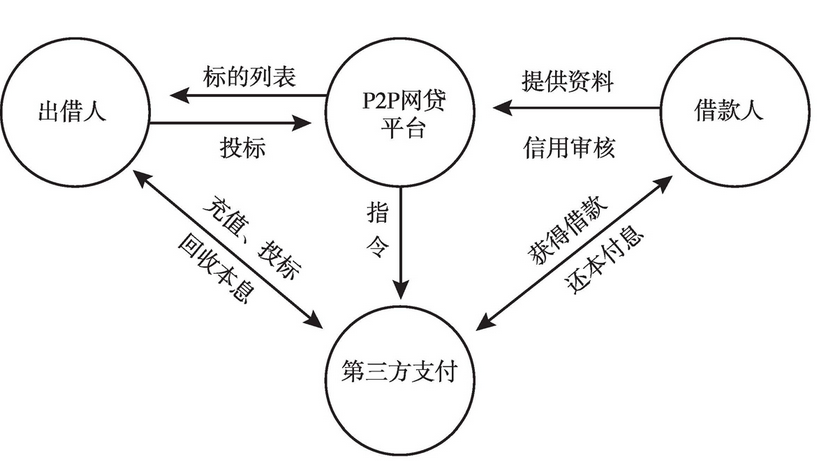 标的列表
出借人
P2P网贷
平台
提供资料
借款人
投标
信用审核
指
令
充值、投标
回收本息
获得借款
还本付息
第三方支付